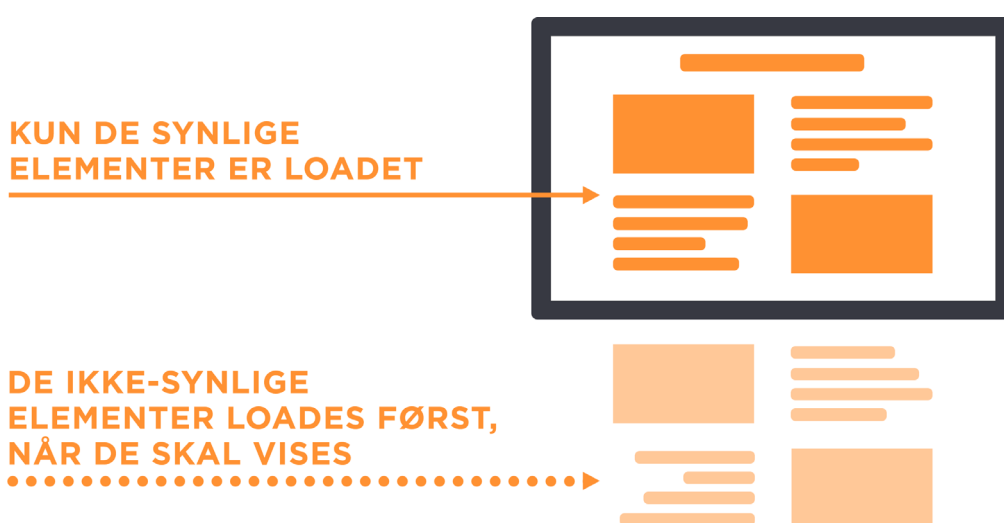 KUN DE SYNLIGE
ELEMENTER ER LOADET
DE IKKE-SYNLIGE
ELEMENTER LOADES FØRST,
NÅR DE SKAL VISES